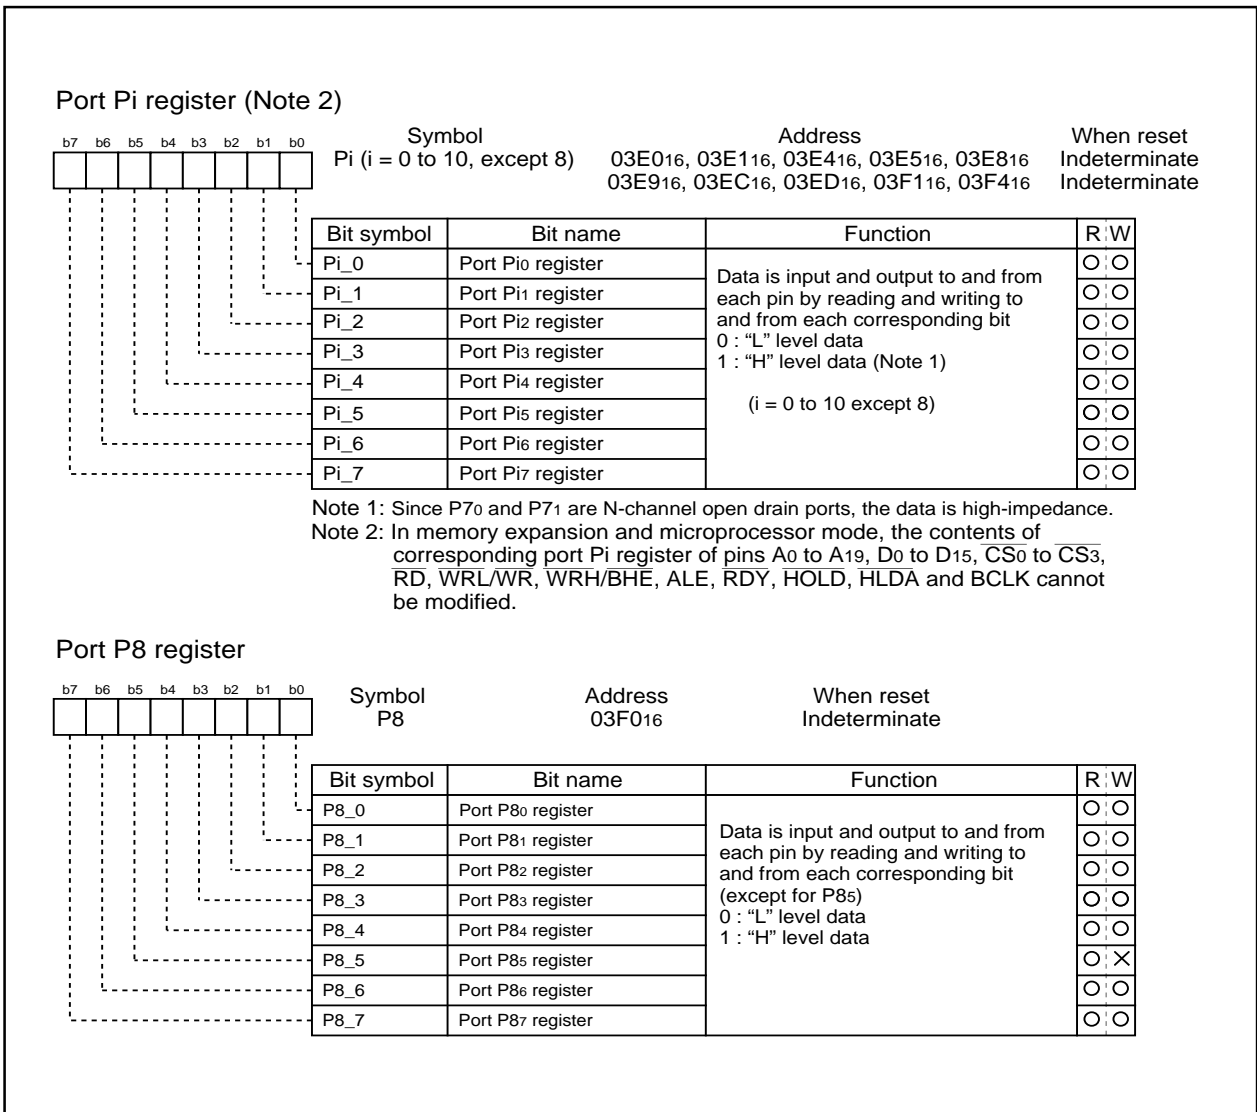 Port Pi register (Note 2)
b7 b6 b5 b4 b3 b2 b1 b0
Symbol Address When reset
Pi (i = 0 to 10, except 8) 03E016, 03E116, 03E416, 03E516, 03E816 Indeterminate
03E916, 03EC16, 03ED16, 03F116, 03F416 Indeterminate
Bit symbol Bit name Function R W
Pi_0 Port Pi0 register
Pi_1 Port Pi1 register
Pi_2 Port Pi2 register
Pi_3 Port Pi3 register
Pi_4 Port Pi4 register
Pi_5 Port Pi5 register
Pi_6 Port Pi6 register
Pi_7 Port Pi7 register
Data is input and output to and from
each pin by reading and writing to
and from each corresponding bit
0 : “L” level data
1 : “H” level data (Note 1)
(i = 0 to 10 except 8)
Note 1: Since P70 and P71 are N-channel open drain ports, the data is high-impedance.
Note 2: In memory expansion and microprocessor mode, the contents of
corresponding port Pi register of pins A0 to A19, D0 to D15, CS0 to CS3,
RD, WRL/WR, WRH/BHE, ALE, RDY, HOLD, HLDA and BCLK cannot
be modified.
Port P8 register
b7 b6 b5 b4 b3 b2 b1 b0
Symbol Address When reset
P8 03F016 Indeterminate
Bit symbol Bit name Function R W
P8_0 Port P80 register
P8_1 Port P81 register
P8_2 Port P82 register
P8_3 Port P83 register
P8_4 Port P84 register
P8_5 Port P85 register
P8_6 Port P86 register
P8_7 Port P87 register
Data is input and output to and from
each pin by reading and writing to
and from each corresponding bit
(except for P85)
0 : “L” level data
1 : “H” level data